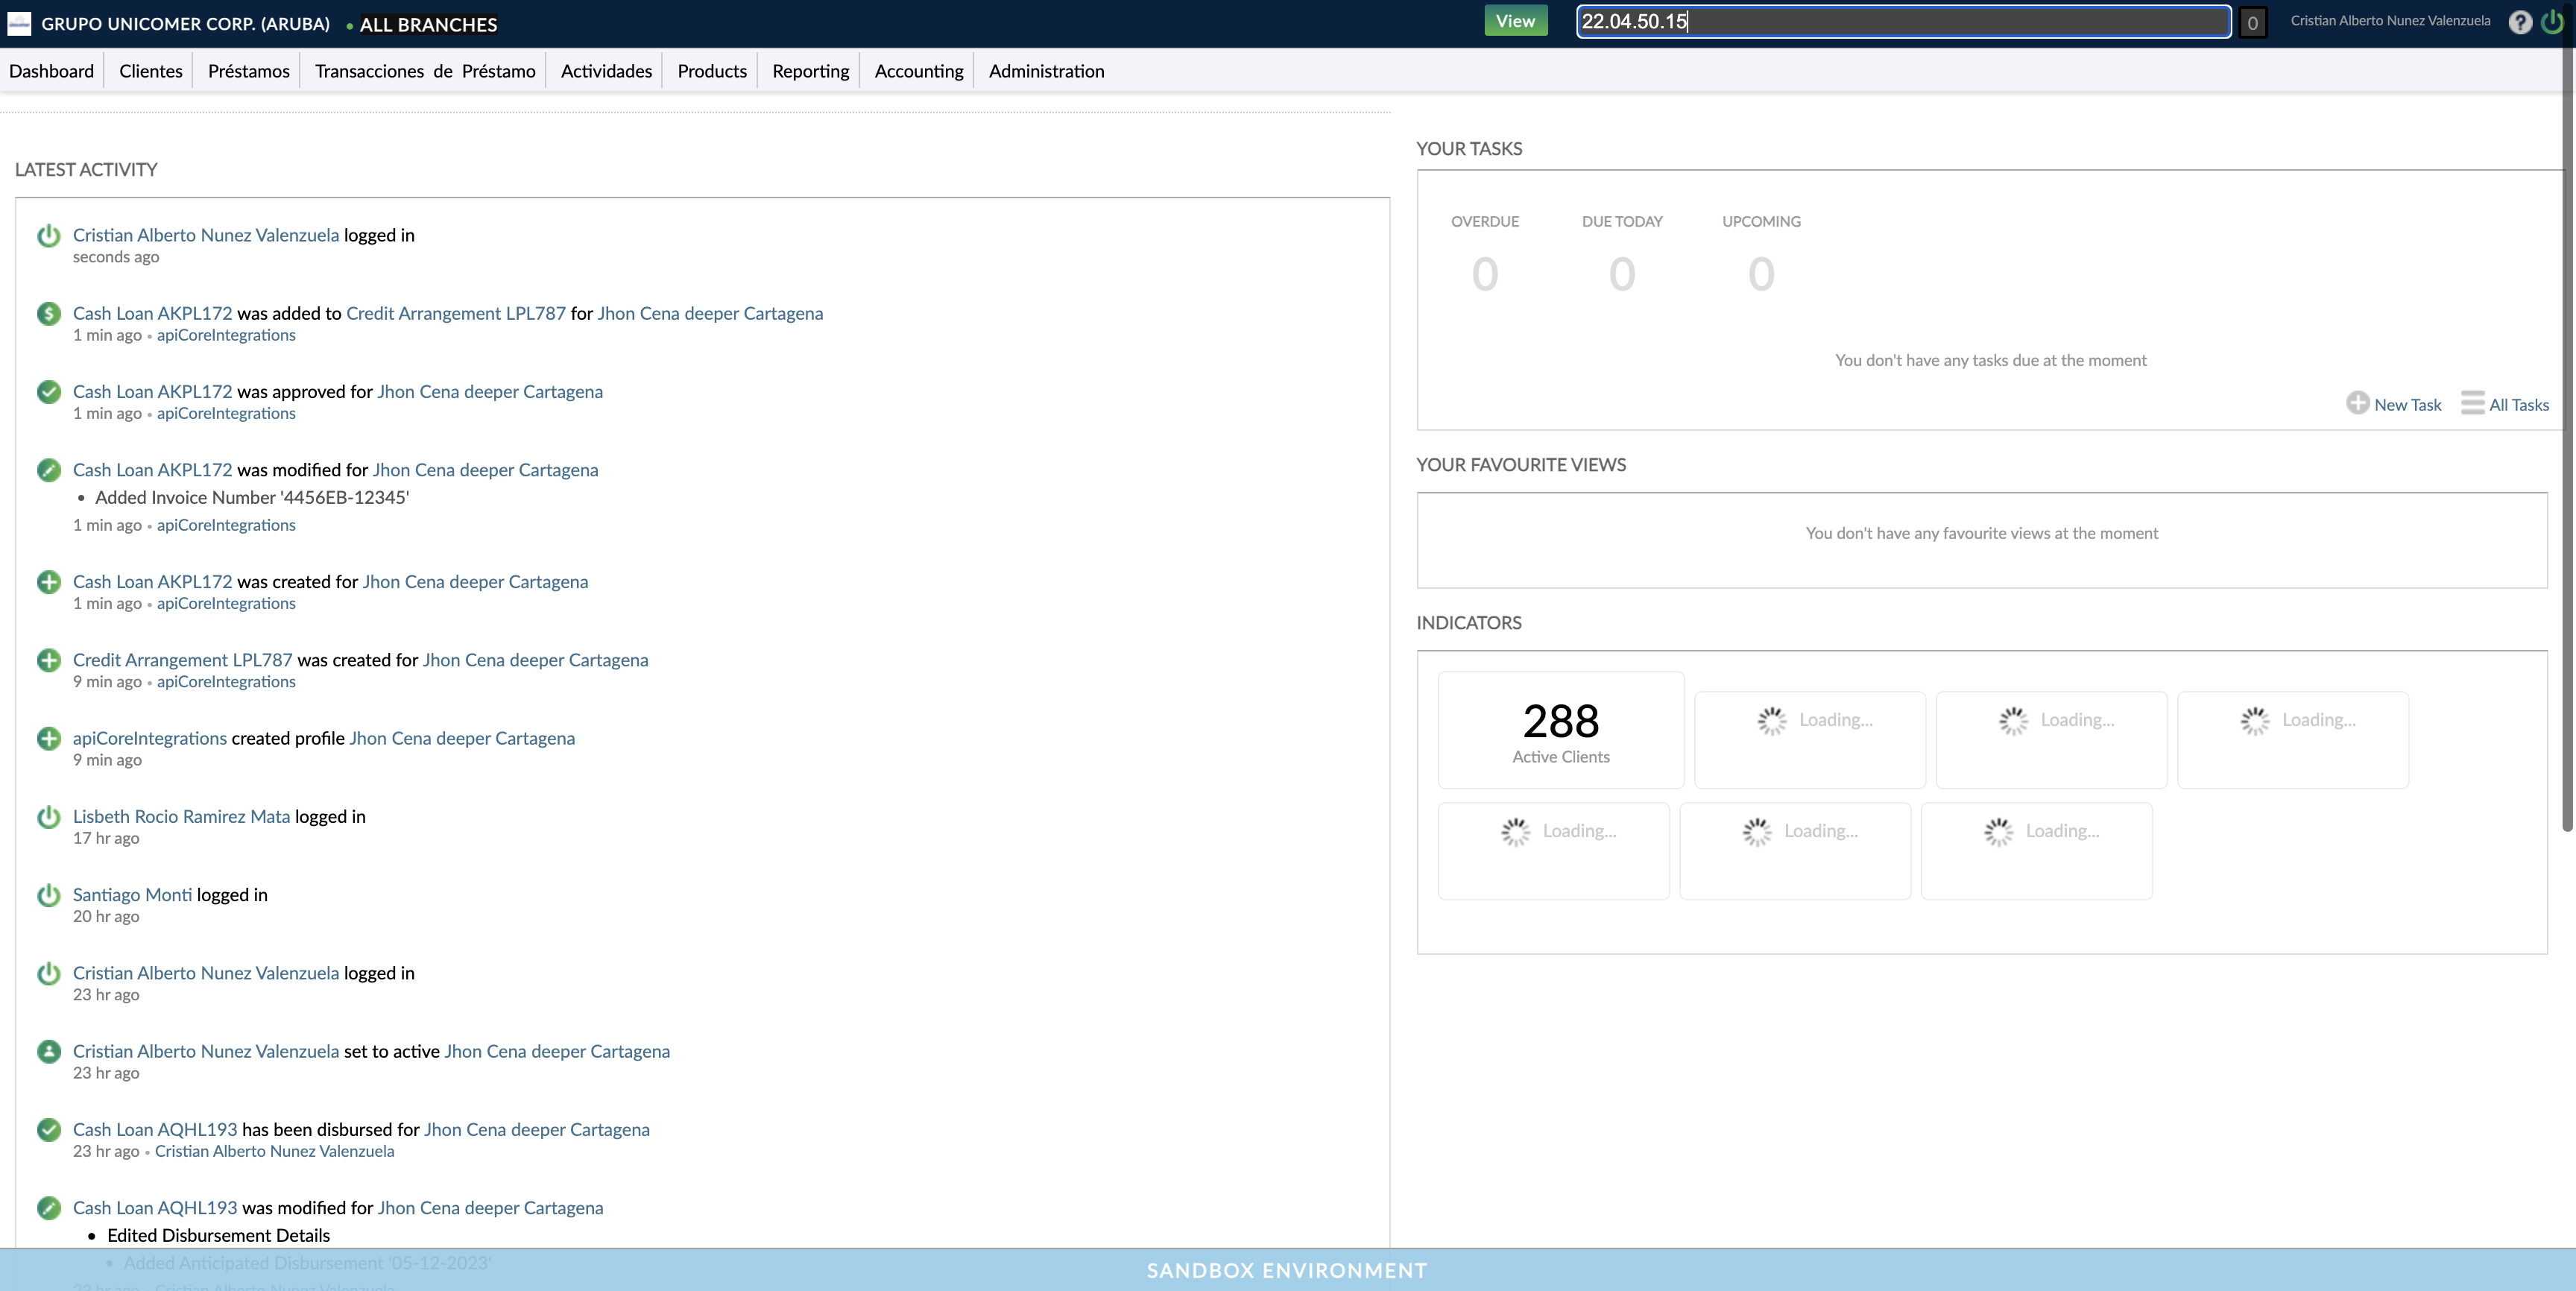 GRUPO UNICOMER CORP. (ARUBA) • ALL BRANCHES
View
22.04.50.15
0
Cristian Alberto Nunez Valenzuela
?
Dashboard
Clientes
Préstamos
Transacciones de Préstamo
Actividades
Products
Reporting
Accounting
Administration
LATEST ACTIVITY
Cristian Alberto Nunez Valenzuela logged in
seconds ago
Cash Loan AKPL172 was added to Credit Arrangement LPL787 for Jhon Cena deeper Cartagena
1 min ago • apiCoreIntegrations
Cash Loan AKPL172 was approved for Jhon Cena deeper Cartagena
1 min ago • apiCoreIntegrations
Cash Loan AKPL172 was modified for Jhon Cena deeper Cartagena
• Added Invoice Number '4456EB-12345'
1 min ago • apiCoreIntegrations
Cash Loan AKPL172 was created for Jhon Cena deeper Cartagena
1 min ago • apiCoreIntegrations
Credit Arrangement LPL787 was created for Jhon Cena deeper Cartagena
9 min ago • apiCoreIntegrations
apiCoreIntegrations created profile Jhon Cena deeper Cartagena
9 min ago
Lisbeth Rocio Ramirez Mata logged in
17 hr ago
Santiago Monti logged in
20 hr ago
Cristian Alberto Nunez Valenzuela logged in
23 hr ago
Cristian Alberto Nunez Valenzuela set to active Jhon Cena deeper Cartagena
23 hr ago
Cash Loan AQHL193 has been disbursed for Jhon Cena deeper Cartagena
23 hr ago • Cristian Alberto Nunez Valenzuela
Cash Loan AQHL193 was modified for Jhon Cena deeper Cartagena
• Edited Disbursement Details
• Added Anticipated Disbursement '05-12-2023'
23 hr ago • Cristian Alberto Nunez Valenzuela
YOUR TASKS
OVERDUE
DUE TODAY
UPCOMING
0
0
0
You don't have any tasks due at the moment
New Task
All Tasks
YOUR FAVOURITE VIEWS
You don't have any favourite views at the moment
INDICATORS
288
Active Clients
Loading...
Loading...
Loading...
Loading...
Loading...
Loading...
SANDBOX ENVIRONMENT